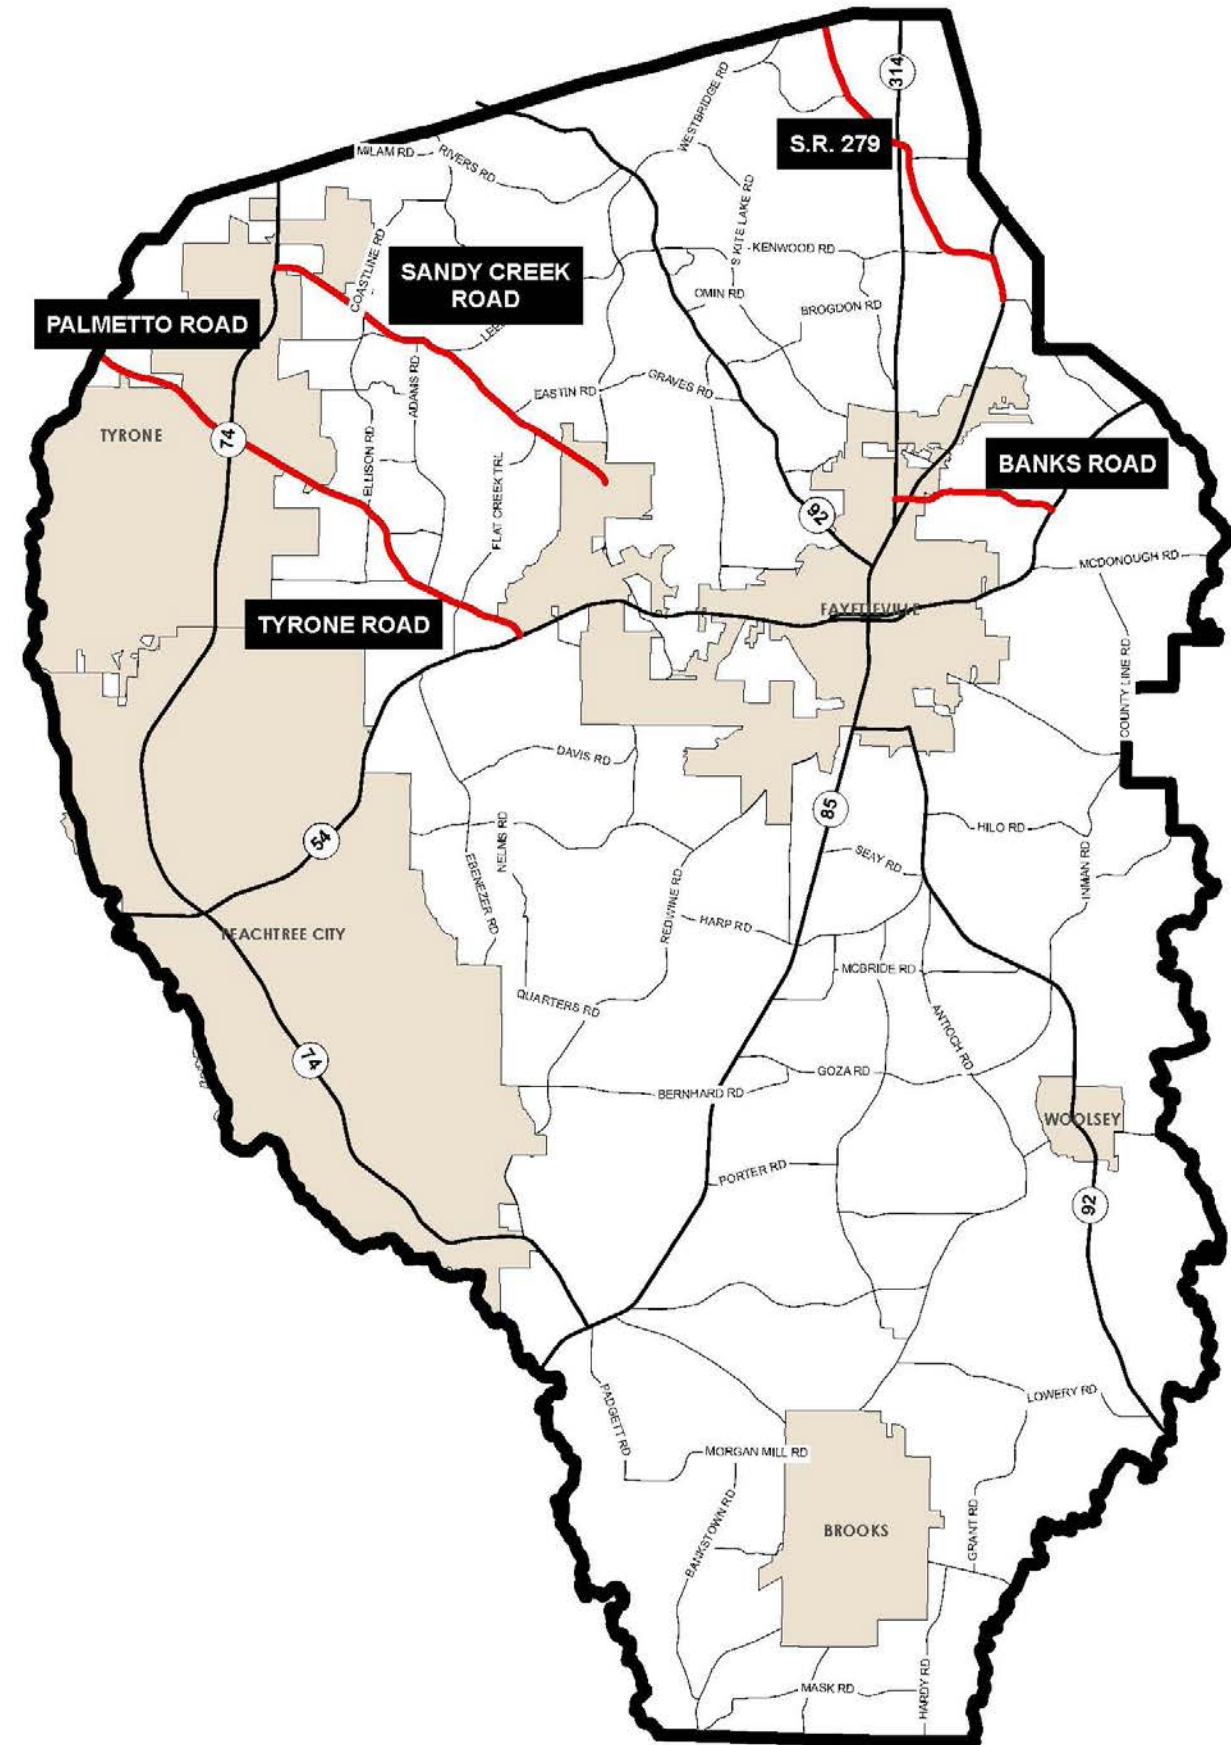 314
WESTBRIDGE RD
S.R. 279
MILAM RD
RIVERS RD
S KITE LAKE RD
KENWOOD RD
COASTLINE RD
SANDY CREEK
ROAD
OMIN RD
BROGDON RD
PALMETTO ROAD
ADAMS RD
EASTIN RD
GRAVES RD
TYRONE
74
ELLISON RD
FLAT CREEK TRL
BANKS ROAD
92
MCDONOUGH RD
TYRONE ROAD
FAYETTEVILLE
COUNTY LINE RD
DAVIS RD
85
54
NELMS RD
EBENEZER RD
HILO RD
SEAY RD
INMAN RD
REDWINE RD
HARP RD
PEACHTREE CITY
MCBRIDE RD
QUARTERS RD
ANTIOCH RD
74
GOZA RD
BERNHARD RD
WOOLSEY
PORTER RD
92
PADGETT RD
LOWERY RD
MORGAN MILL RD
BANKSTOWN RD
BROOKS
GRANT RD
MASK RD
HARDY RD